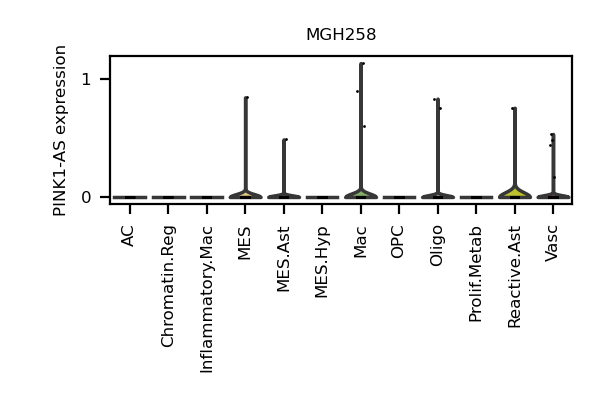 MGH258
PINK1-AS expression
1
0
AC
Chromatin.Reg
Inflammatory.Mac
MES
MES.Ast
MES.Hyp
Mac
OPC
Oligo
Prolif.Metab
Reactive.Ast
Vasc